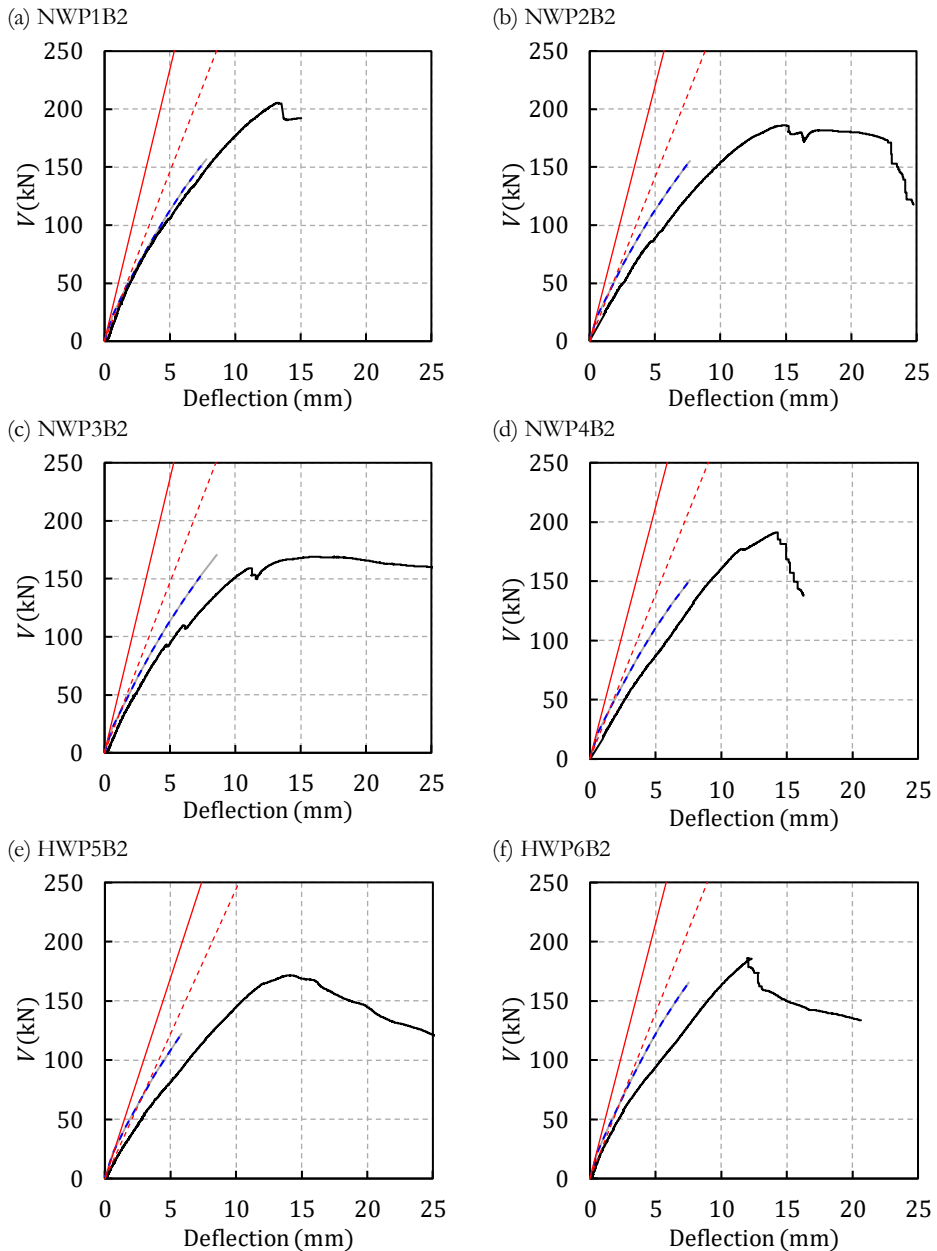 (a) NWP1B2
(b) NWP2B2
250
200
150
100
50
0
V(kN)
0 5 10 15 20 25
Deflection (mm)
250
200
150
100
50
0
V(kN)
0 5 10 15 20 25
Deflection (mm)
(c) NWP3B2
(d) NWP4B2
250
200
150
100
50
0
V(kN)
0 5 10 15 20 25
Deflection (mm)
250
200
150
100
50
0
V(kN)
0 5 10 15 20 25
Deflection (mm)
(e) HWP5B2
(f) HWP6B2
250
200
150
100
50
0
V(kN)
0 5 10 15 20 25
Deflection (mm)
250
200
150
100
50
0
V(kN)
0 5 10 15 20 25
Deflection (mm)